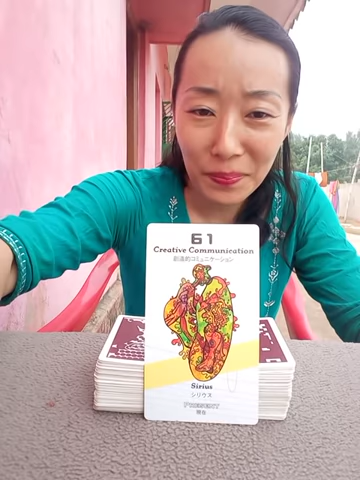 61
Creative Communication
創造的コミュニケーション
Sirius
シリウス
PRESENT
現在